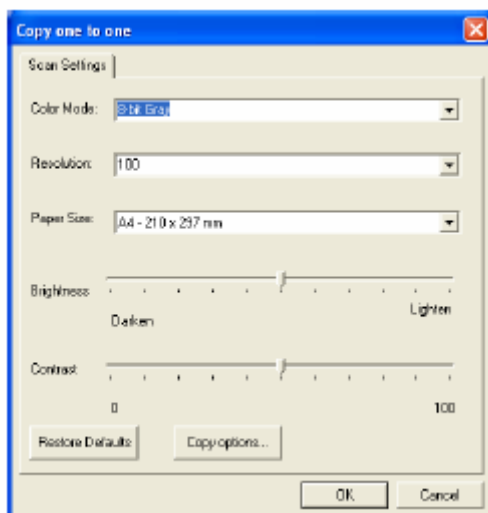 Copy one to one
Scan Settings
Color Mode: 8-bit Gray
Resolution: 100
Paper Size: A4 - 210 x 297 mm
Brightness
Darken Lighten
Contrast
0 100
Restore Defaults Copy options...
OK Cancel